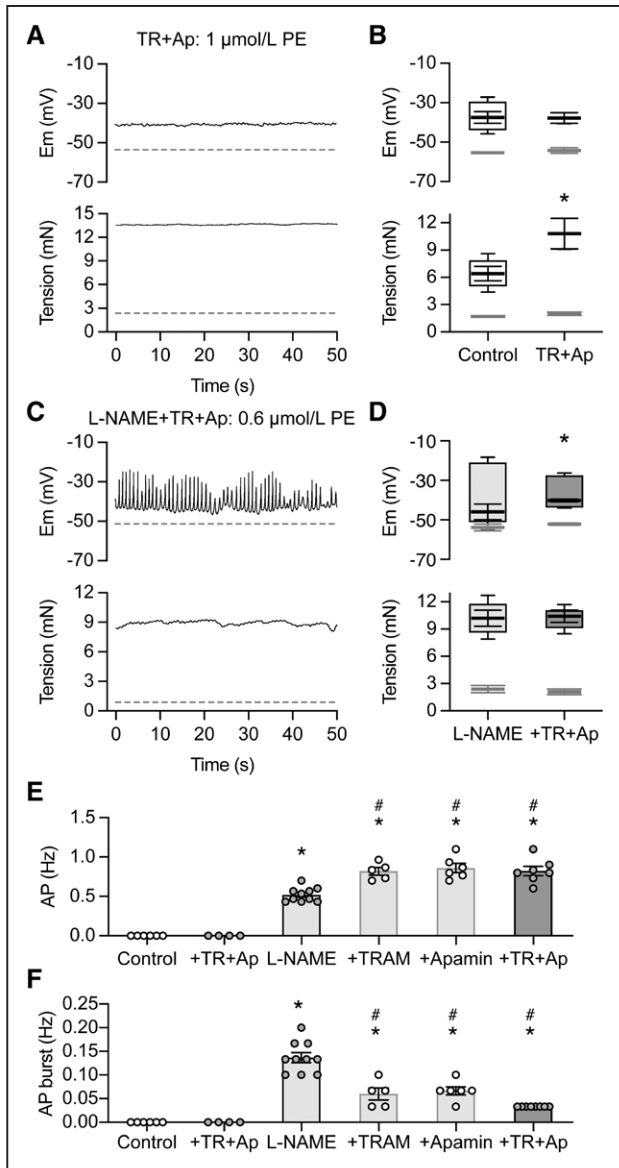 A
TR+Ap: 1 µmol/L PE
B
Em (mV)
-10
-30
-50
-70
Tension (mN)
15
12
9
6
3
0
0 10 20 30 40 50
Time (s)
Em (mV)
-10
-30
-50
-70
*
Tension (mN)
12
9
6
3
0
Control TR+Ap
C
L-NAME+TR+Ap: 0.6 µmol/L PE
D
Em (mV)
-10
-30
-50
-70
Tension (mN)
12
9
6
3
0
0 10 20 30 40 50
Time (s)
Em (mV)
-10
-30
-50
-70
*
Tension (mN)
12
9
6
3
0
L-NAME +TR+Ap
E
AP (Hz)
1.5
1.0
0.5
0.0
# # #
* * * *
Control +TR+Ap L-NAME +TRAM +Apamin +TR+Ap
F
AP burst (Hz)
0.25
0.20
0.15
0.10
0.05
0.00
# # #
* * * *
Control +TR+Ap L-NAME +TRAM +Apamin +TR+Ap